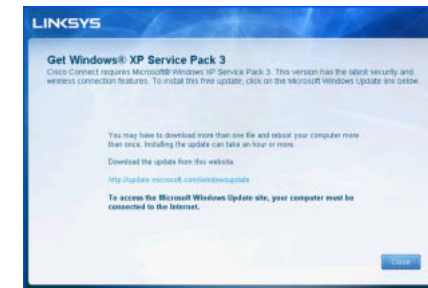 LINKSYS
Get Windows® XP Service Pack 3
Cisco Connect requires Microsoft® Windows XP Service Pack 3. This version has the latest security and
wireless connection features. To install this free update, click on the Microsoft Windows Update link below.
You may have to download more than one file and reboot your computer more
than once. Installing the update can take an hour or more.
Download the update from this website.
http://update.microsoft.com/windowsupdate
To access the Microsoft Windows Update site, your computer must be
connected to the Internet.
Close